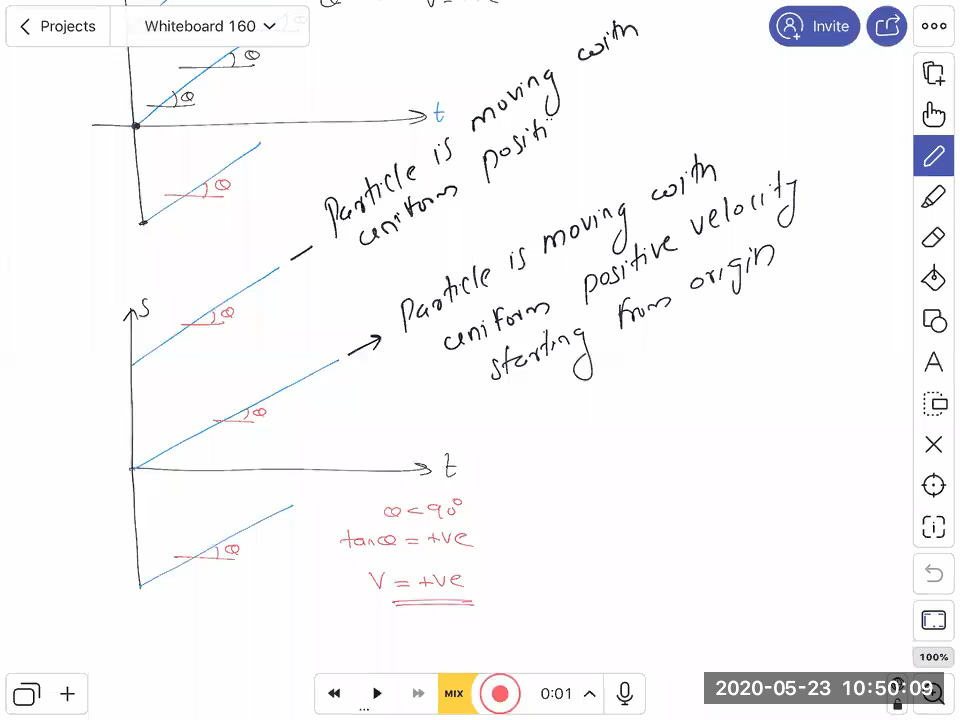 Projects
Whiteboard 160
Invite
θ
θ
t
θ
Particle is moving with
uniform positi
s
θ
Particle is moving with
uniform positive velocity
starting from origin
θ
t
θ < 90°
tanθ = +ve
θ
V = +ve
A
100%
MIX
0:01
2020-05-23 10:50:09